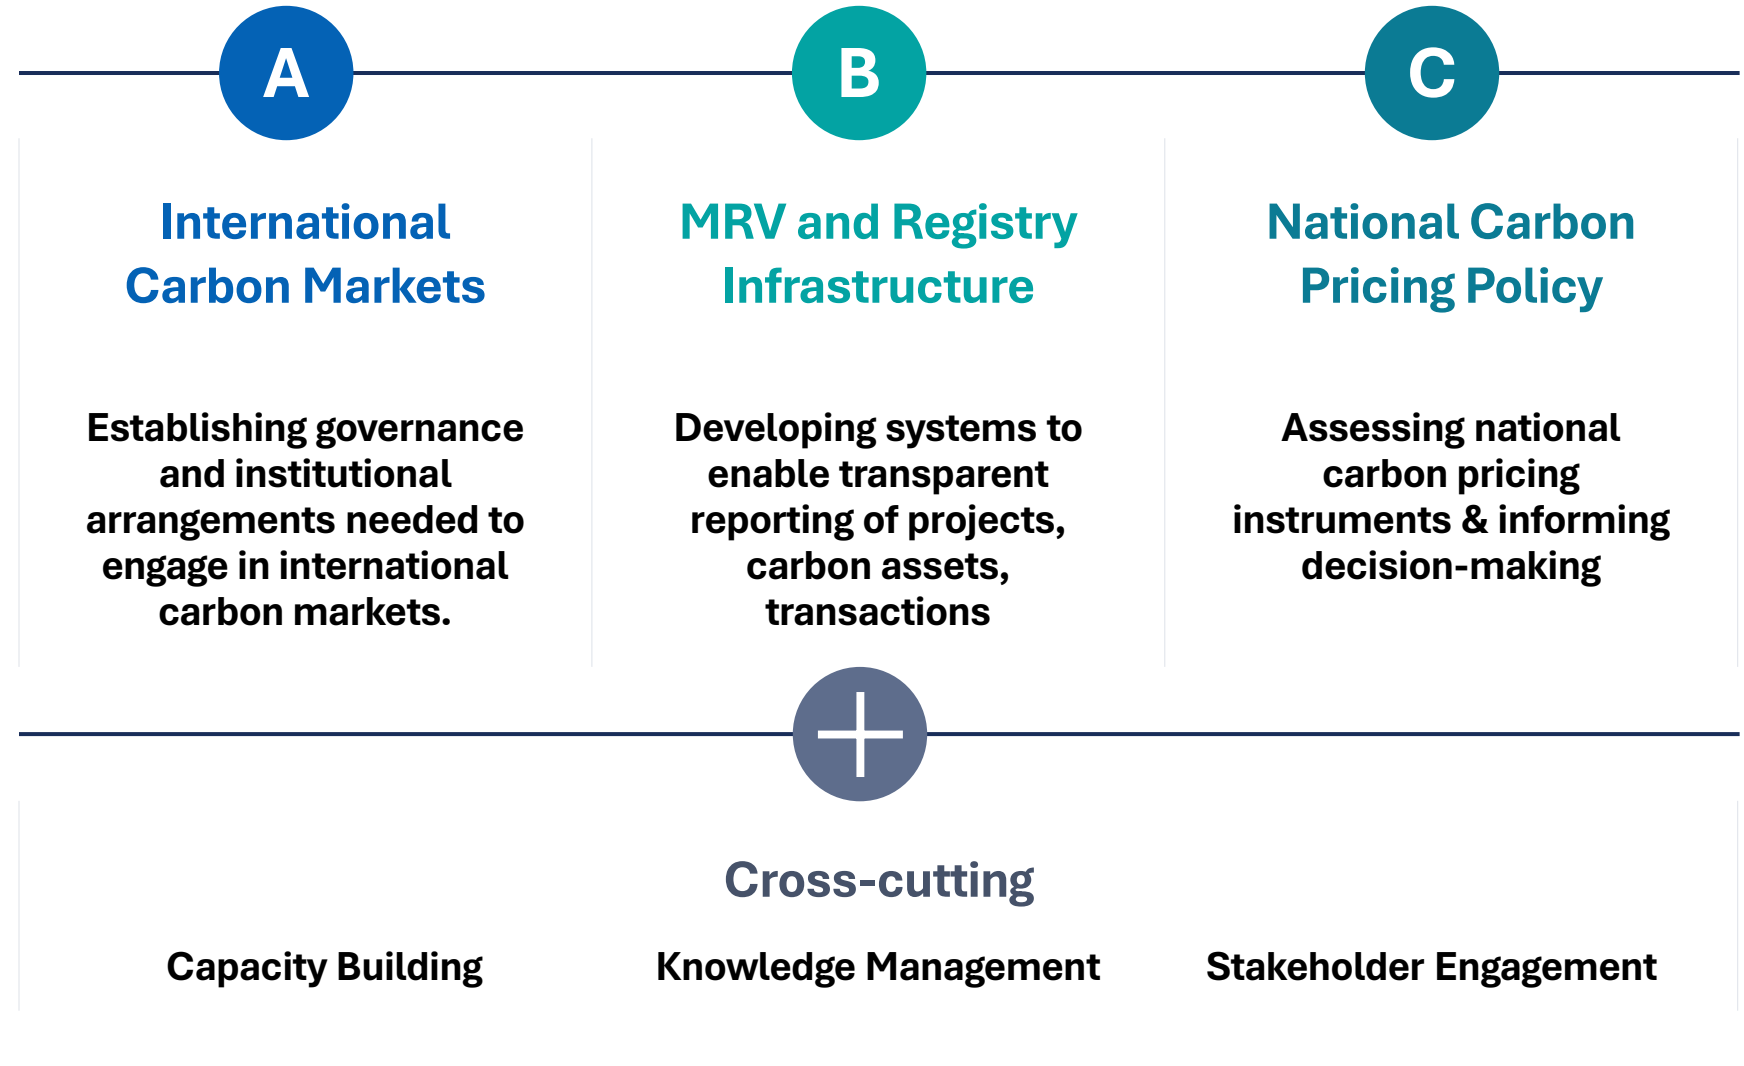 A
B
C
International
Carbon Markets
Establishing governance
and institutional
arrangements needed to
engage in international
carbon markets.
MRV and Registry
Infrastructure
Developing systems to
enable transparent
reporting of projects,
carbon assets,
transactions
National Carbon
Pricing Policy
Assessing national
carbon pricing
instruments & informing
decision-making
Cross-cutting
Capacity Building
Knowledge Management
Stakeholder Engagement